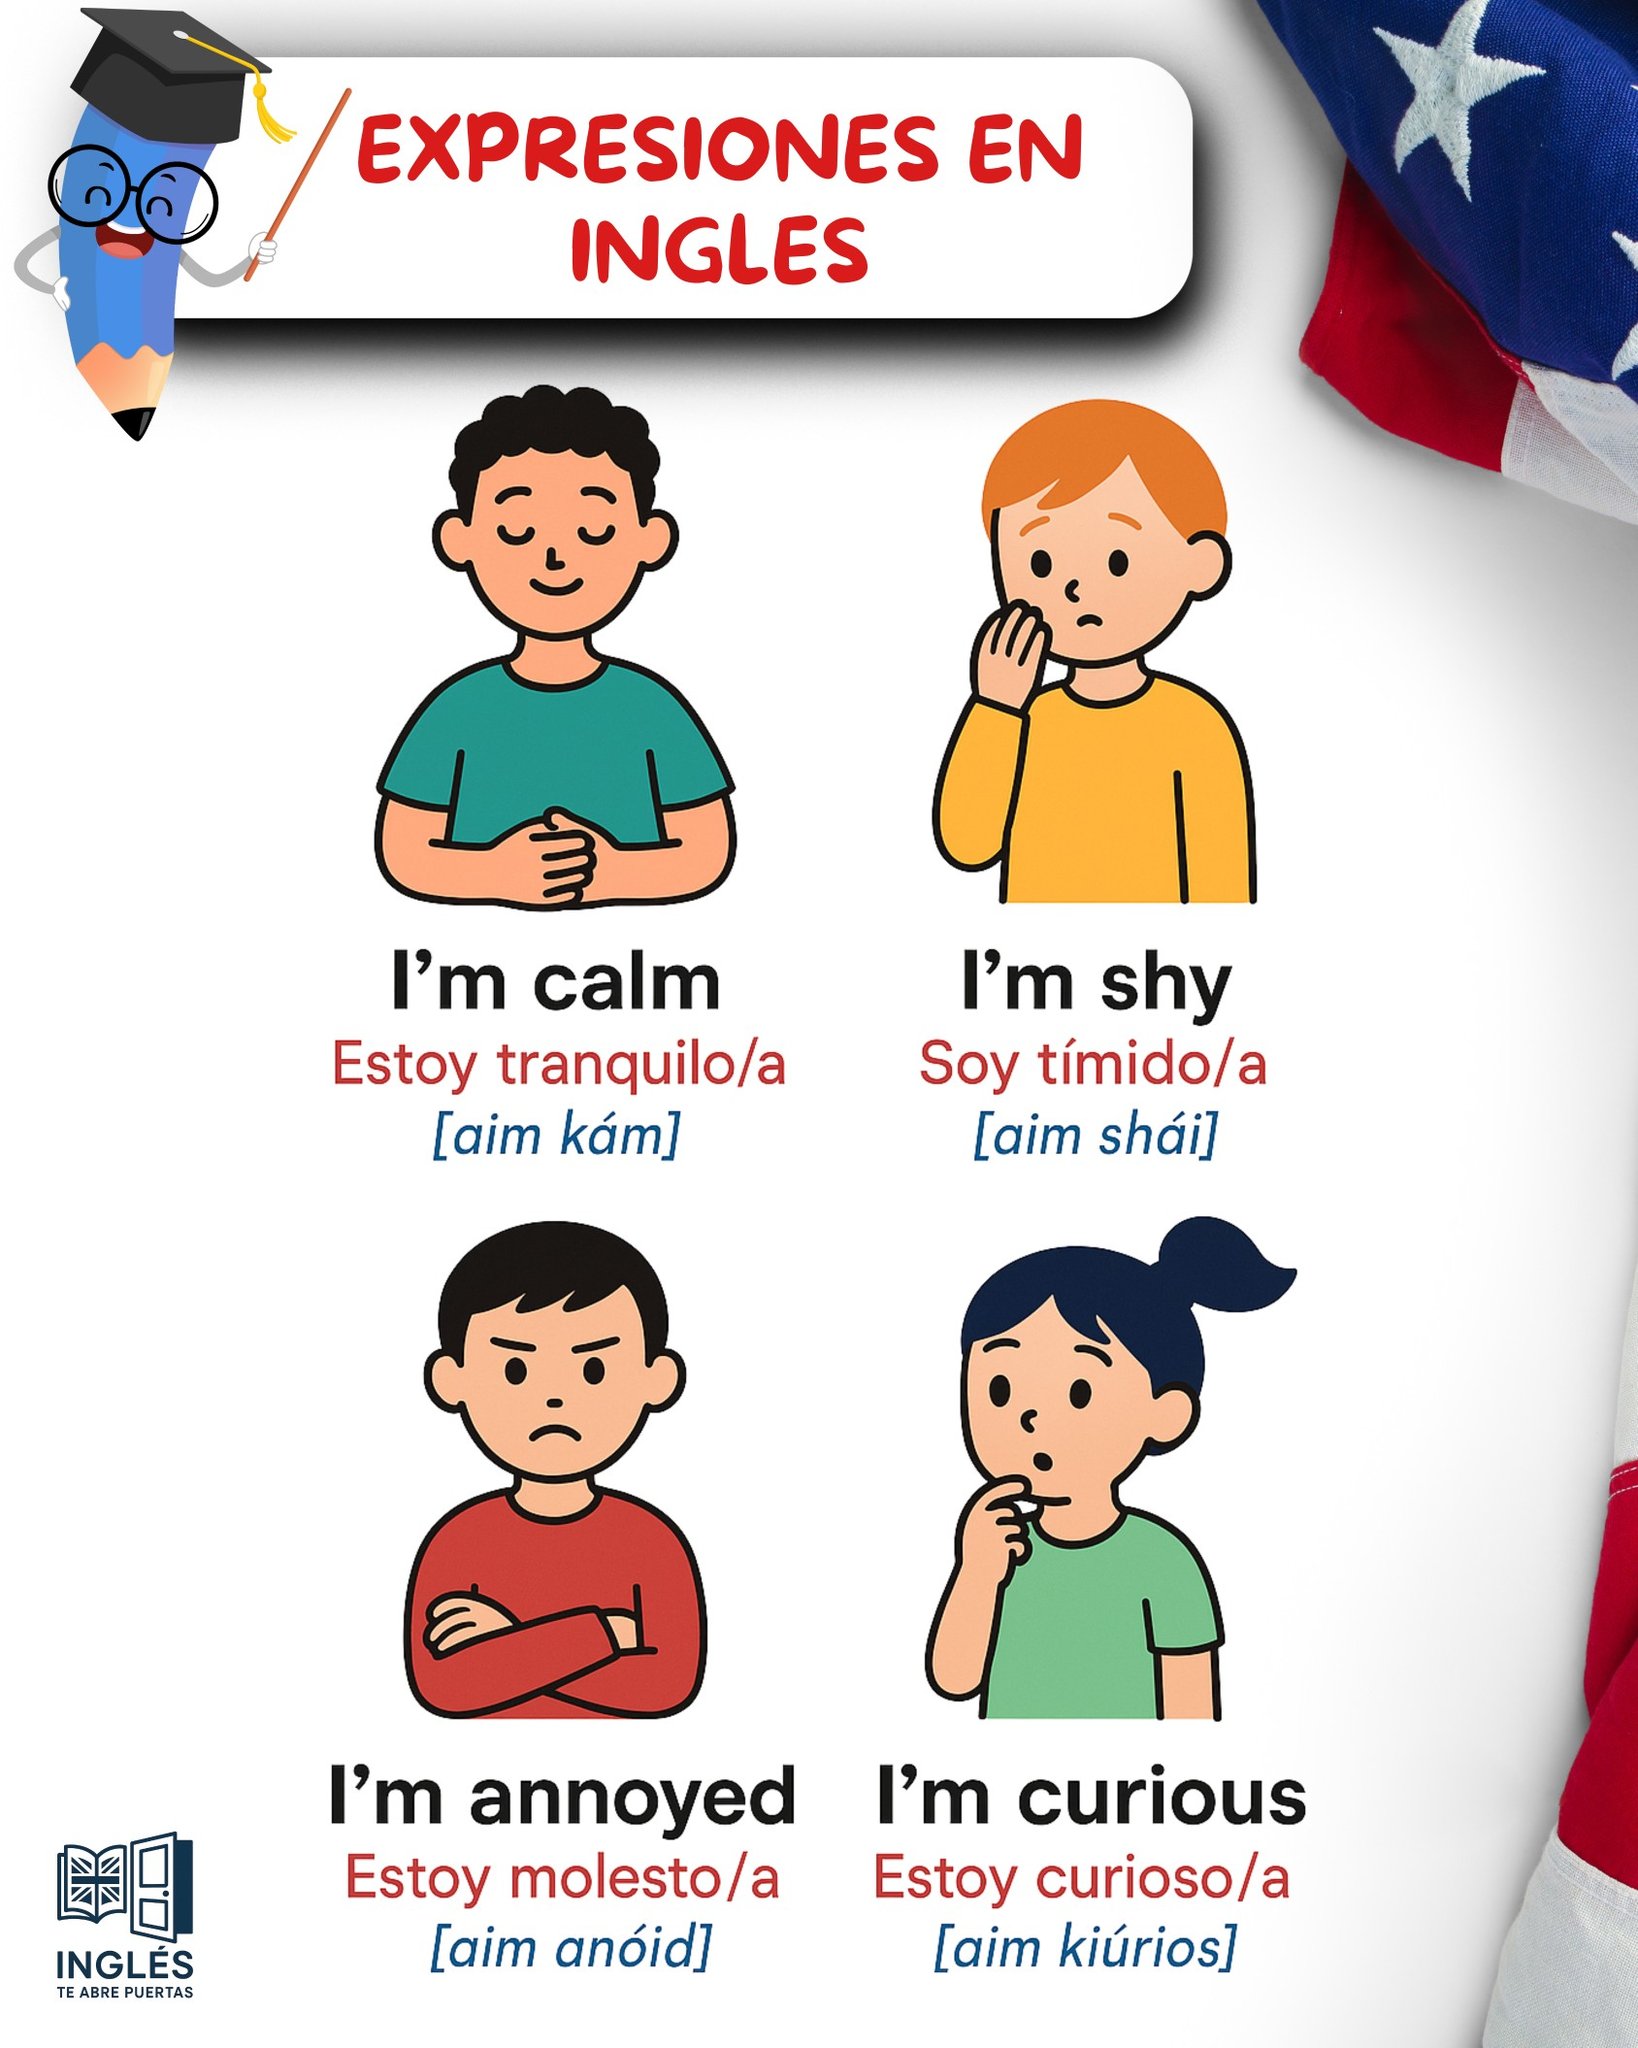 EXPRESIONES EN
INGLES
I'm calm
Estoy tranquilo/a
[aim kám]
I'm shy
Soy tímido/a
[aim shái]
I'm annoyed
Estoy molesto/a
[aim anóid]
I'm curious
Estoy curioso/a
[aim kiúrios]
INGLÉS
TE ABRE PUERTAS